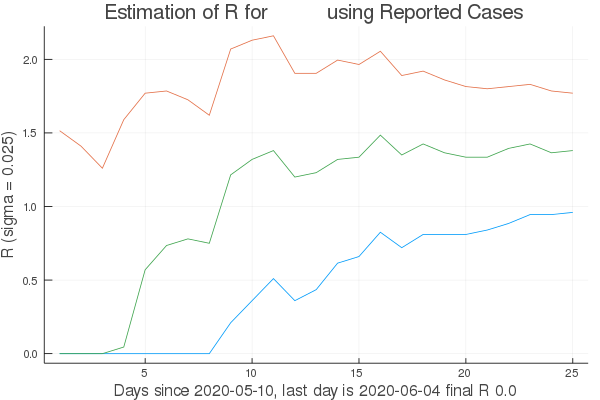 Estimation of R for using Reported Cases
R (sigma = 0.025)
2.0
1.5
1.0
0.5
0.0
5 10 15 20 25
Days since 2020-05-10, last day is 2020-06-04 final R 0.0